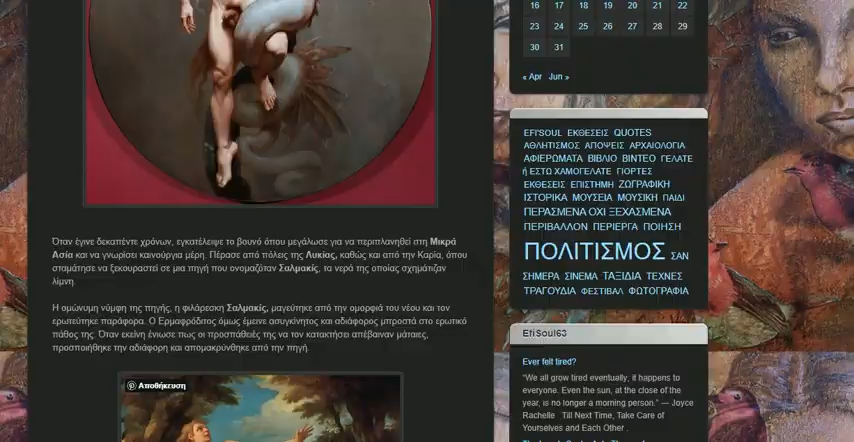 Όταν έγινε δεκαπέντε χρόνων, εγκατέλειψε το βουνό όπου μεγάλωσε για να περιπλανηθεί στη Μικρά
Ασία και να γνωρίσει καινούργια μέρη. Πέρασε από πόλεις της Λυκίας, καθώς και από την Καρία, όπου
σταμάτησε να ξεκουραστεί σε μια πηγή που ονομαζόταν Σαλμακίς, τα νερά της οποίας σχημάτιζαν
λίμνη.
Η ομώνυμη νύμφη της πηγής, η φιλάρεσκη Σαλμακίς, μαγεύτηκε από την ομορφιά του νέου και τον
ερωτεύτηκε παράφορα. Ο Ερμαφρόδιτος όμως έμεινε ασυγκίνητος και αδιάφορος μπροστά στο ερωτικό
πάθος της. Όταν εκείνη ένιωσε πως οι προσπάθειές της να τον κατακτήσει απέβαιναν μάταιες,
προσποιήθηκε την αδιάφορη και απομακρύνθηκε από την πηγή.
Αποθήκευση
16 17 18 19 20 21 22
23 24 25 26 27 28 29
30 31
« Apr Jun »
EFI'SOUL ΕΚΘΕΣΕΙΣ QUOTES
ΑΘΛΗΤΙΣΜΟΣ ΑΠΟΨΕΙΣ ΑΡΧΑΙΟΛΟΓΙΑ
ΑΦΙΕΡΩΜΑΤΑ ΒΙΒΛΙΟ ΒΙΝΤΕΟ ΓΕΛΑΤΕ
ή ΕΣΤΩ ΧΑΜΟΓΕΛΑΤΕ ΓΙΟΡΤΕΣ
ΕΚΘΕΣΕΙΣ ΕΠΙΣΤΗΜΗ ΖΩΓΡΑΦΙΚΗ
ΙΣΤΟΡΙΚΑ ΜΟΥΣΕΙΑ ΜΟΥΣΙΚΗ ΠΑΙΔΙ
ΠΕΡΑΣΜΕΝΑ ΟΧΙ ΞΕΧΑΣΜΕΝΑ
ΠΕΡΙΒΑΛΛΟΝ ΠΕΡΙΕΡΓΑ ΠΟΙΗΣΗ
ΠΟΛΙΤΙΣΜΟΣ ΣΑΝ
ΣΗΜΕΡΑ ΣΙΝΕΜΑ ΤΑΞΙΔΙΑ ΤΕΧΝΕΣ
ΤΡΑΓΟΥΔΙΑ ΦΕΣΤΙΒΑΛ ΦΩΤΟΓΡΑΦΙΑ
EfiSoul63
Ever felt tired?
"We all grow tired eventually, it happens to
everyone. Even the sun, at the close of the
year, is no longer a morning person." ― Joyce
Rachelle Till Next Time, Take Care of
Yourselves and Each Other .